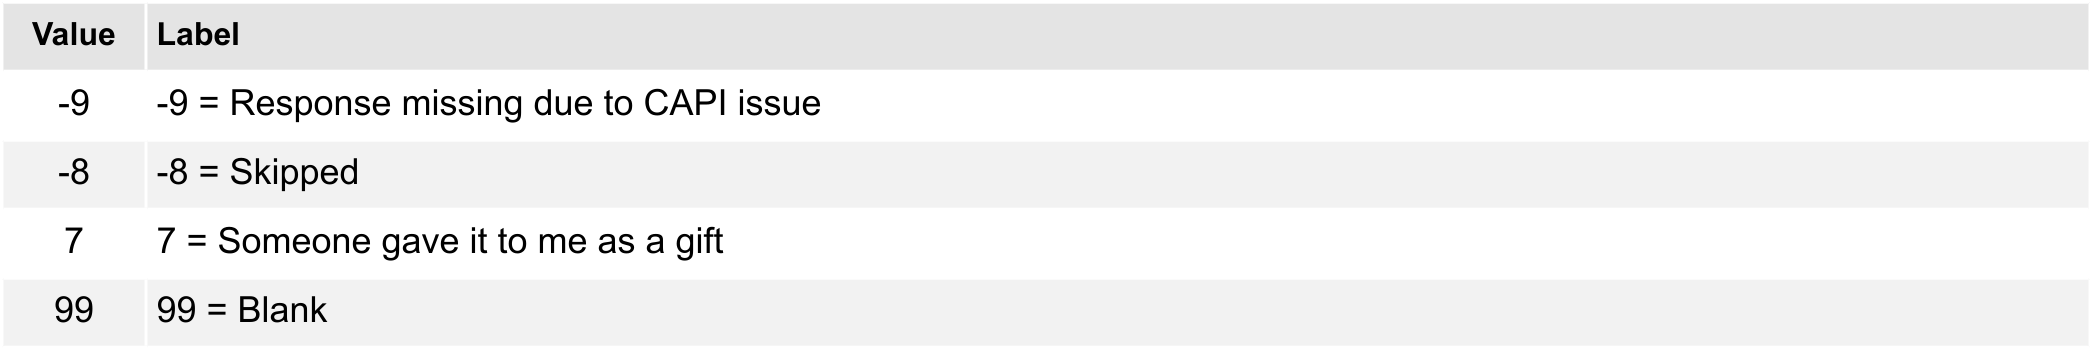 Value Label
-9 -9 = Response missing due to CAPI issue
-8 -8 = Skipped
7 7 = Someone gave it to me as a gift
99 99 = Blank